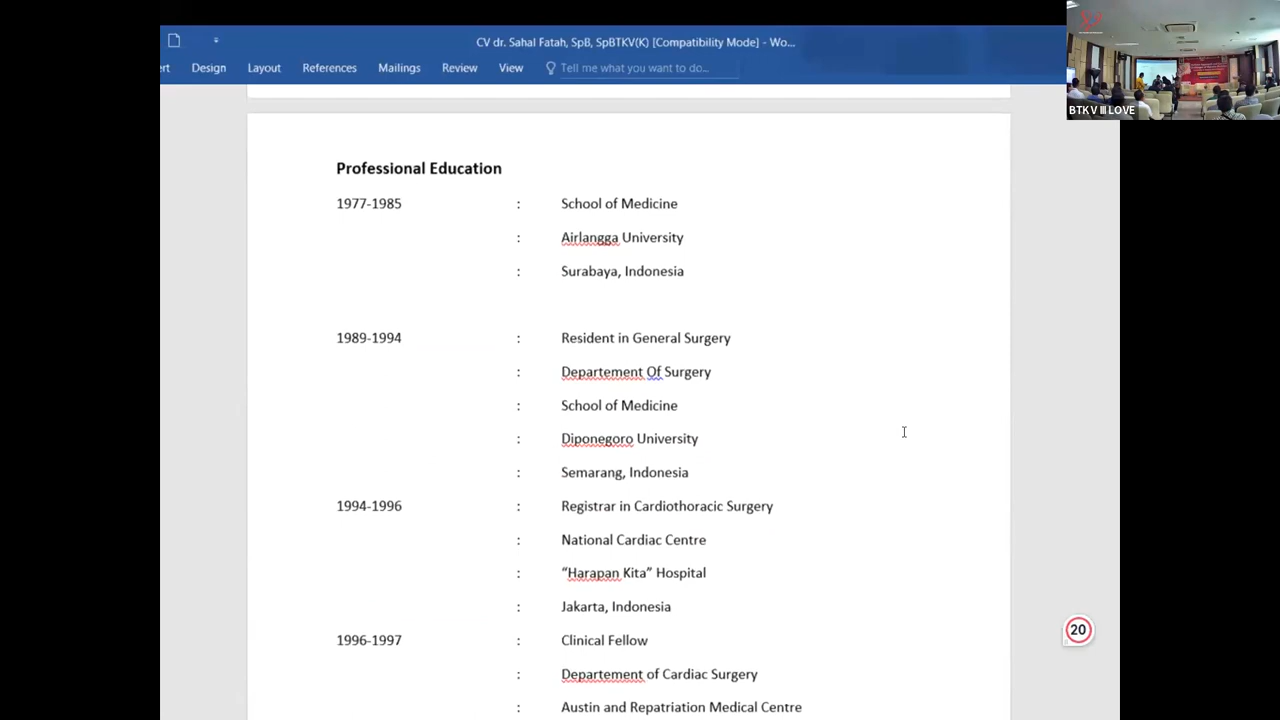 CV dr. Sahal Fatah, SpB, SpBTKV(K) [Compatibility Mode] - Wo...
ert Design Layout References Mailings Review View Tell me what you want to do...
BTKV III LOVE
Professional Education
1977-1985 : School of Medicine
: Airlangga University
: Surabaya, Indonesia
1989-1994 : Resident in General Surgery
: Departement Of Surgery
: School of Medicine
: Diponegoro University
: Semarang, Indonesia
1994-1996 : Registrar in Cardiothoracic Surgery
: National Cardiac Centre
: “Harapan Kita” Hospital
: Jakarta, Indonesia
1996-1997 : Clinical Fellow
: Departement of Cardiac Surgery
: Austin and Repatriation Medical Centre
20